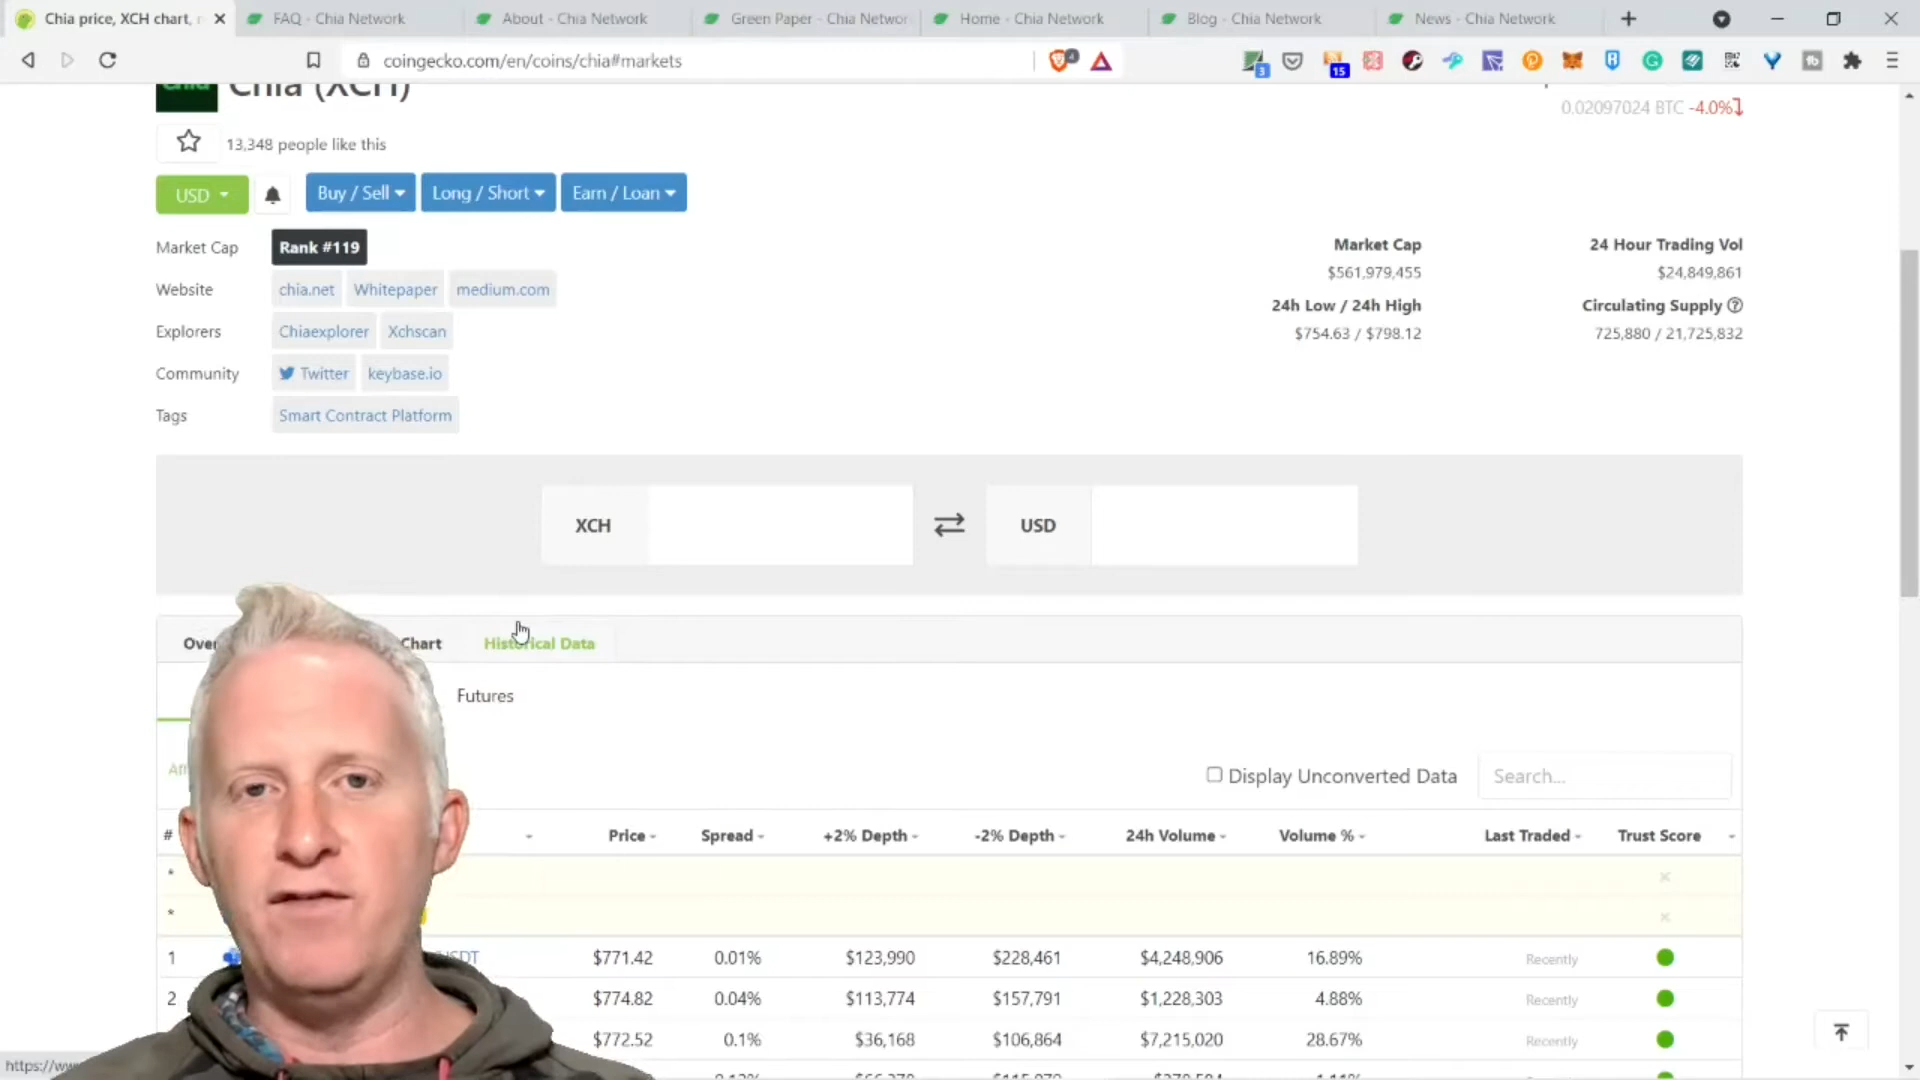 Chia price, XCH chart,
FAQ - Chia Network
About - Chia Network
Green Paper - Chia Networ
Home - Chia Network
Blog - Chia Network
News - Chia Network
coingecko.com/en/coins/chia#markets
4
3
15
Chia (XCH)
0.02097024 BTC -4.0%
13,348 people like this
USD
Buy / Sell
Long / Short
Earn / Loan
Market Cap
Rank #119
Website
chia.net
Whitepaper
medium.com
Explorers
Chiaexplorer
Xchscan
Community
Twitter
keybase.io
Tags
Smart Contract Platform
Market Cap
$561,979,455
24 Hour Trading Vol
$24,849,861
24h Low / 24h High
$754.63 / $798.12
Circulating Supply
725,880 / 21,725,832
XCH
USD
Over
Chart
Historical Data
Futures
Display Unconverted Data
Search...
#
Price
Spread
+2% Depth
-2% Depth
24h Volume
Volume %
Last Traded
Trust Score
*
*
1 $771.42 0.01% $123,990 $228,461 $4,248,906 16.89% Recently
2 $774.82 0.04% $113,774 $157,791 $1,228,303 4.88% Recently
$772.52 0.1% $36,168 $106,864 $7,215,020 28.67% Recently